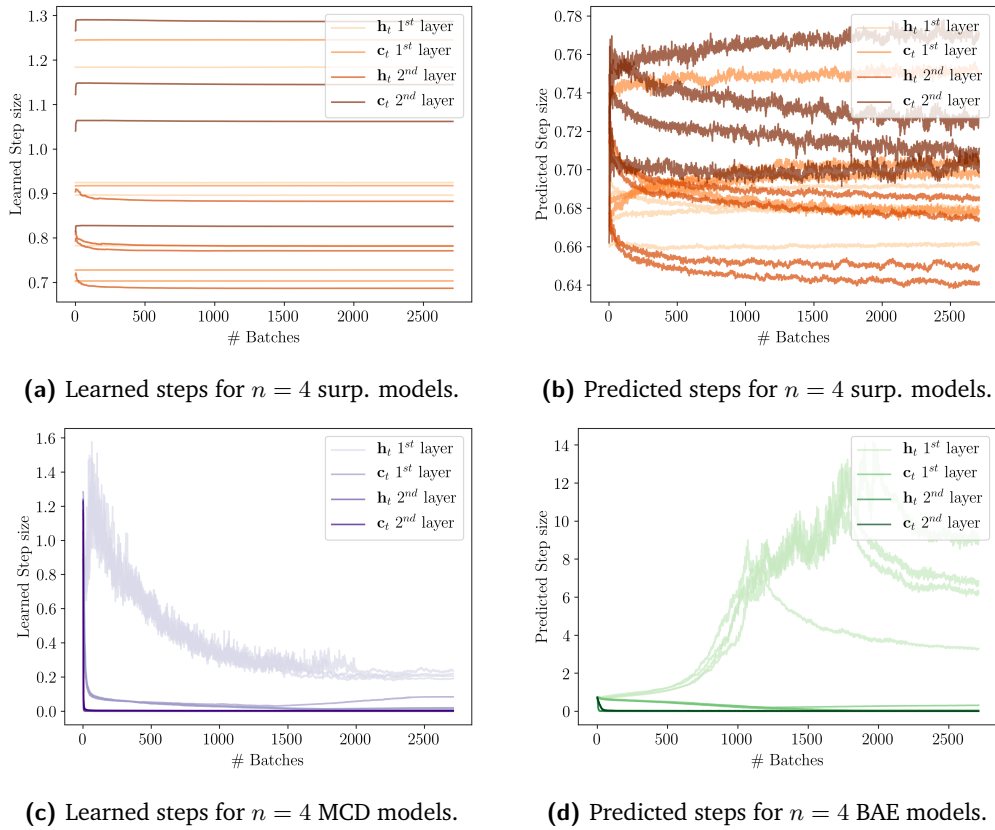 1.3
1.2
1.1
1.0
0.9
0.8
0.7
Learned Step size
0
500
1000
1500
2000
2500
# Batches
h_t 1^st layer
c_t 1^st layer
h_t 2^nd layer
c_t 2^nd layer
(a) Learned steps for n = 4 surp. models.
0.78
0.76
0.74
0.72
0.70
0.68
0.66
0.64
Predicted Step size
0
500
1000
1500
2000
2500
# Batches
h_t 1^st layer
c_t 1^st layer
h_t 2^nd layer
c_t 2^nd layer
(b) Predicted steps for n = 4 surp. models.
1.6
1.4
1.2
1.0
0.8
0.6
0.4
0.2
0.0
Learned Step size
0
500
1000
1500
2000
2500
# Batches
h_t 1^st layer
c_t 1^st layer
h_t 2^nd layer
c_t 2^nd layer
(c) Learned steps for n = 4 MCD models.
14
12
10
8
6
4
2
0
Predicted Step size
0
500
1000
1500
2000
2500
# Batches
h_t 1^st layer
c_t 1^st layer
h_t 2^nd layer
c_t 2^nd layer
(d) Predicted steps for n = 4 BAE models.